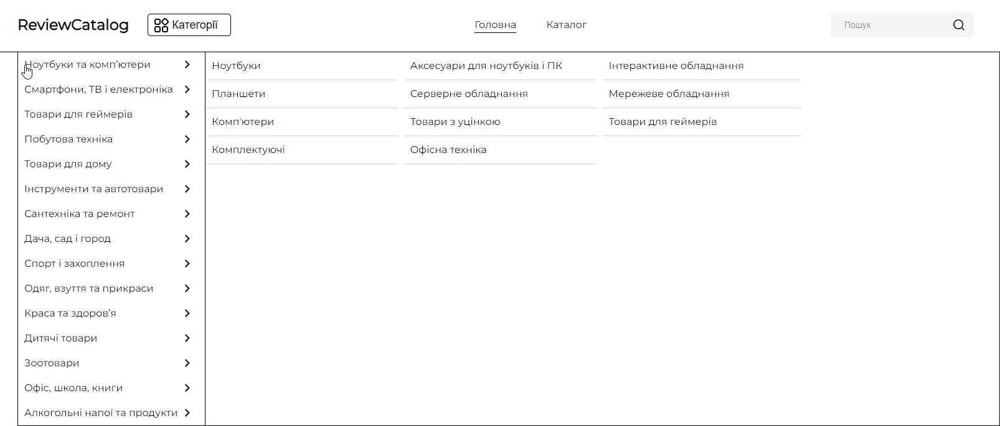 ReviewCatalog
Категорії
Головна
Каталог
Пошук
Ноутбуки та комп’ютери
Смартфони, ТВ і електроніка
Товари для геймерів
Побутова техніка
Товари для дому
Інструменти та автотовари
Сантехніка та ремонт
Дача, сад і город
Спорт і захоплення
Одяг, взуття та прикраси
Краса та здоров’я
Дитячі товари
Зоотовари
Офіс, школа, книги
Алкогольні напої та продукти
Ноутбуки
Планшети
Комп'ютери
Комплектуючі
Аксесуари для ноутбуків і ПК
Серверне обладнання
Товари з уцінкою
Офісна техніка
Інтерактивне обладнання
Мережеве обладнання
Товари для геймерів